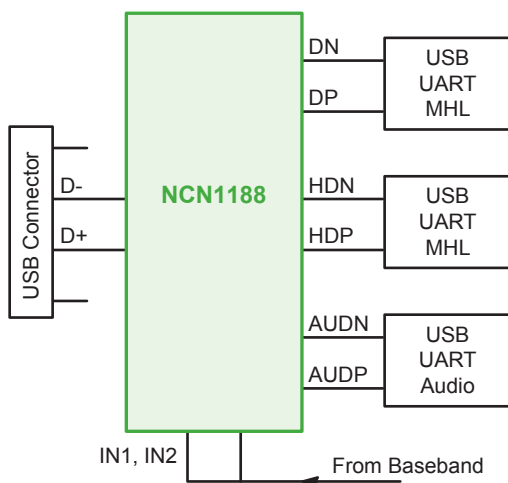 DN
DP
USB
UART
MHL
USB Connector
D-
D+
NCN1188
HDN
HDP
USB
UART
MHL
AUDN
AUDP
USB
UART
Audio
IN1, IN2
From Baseband